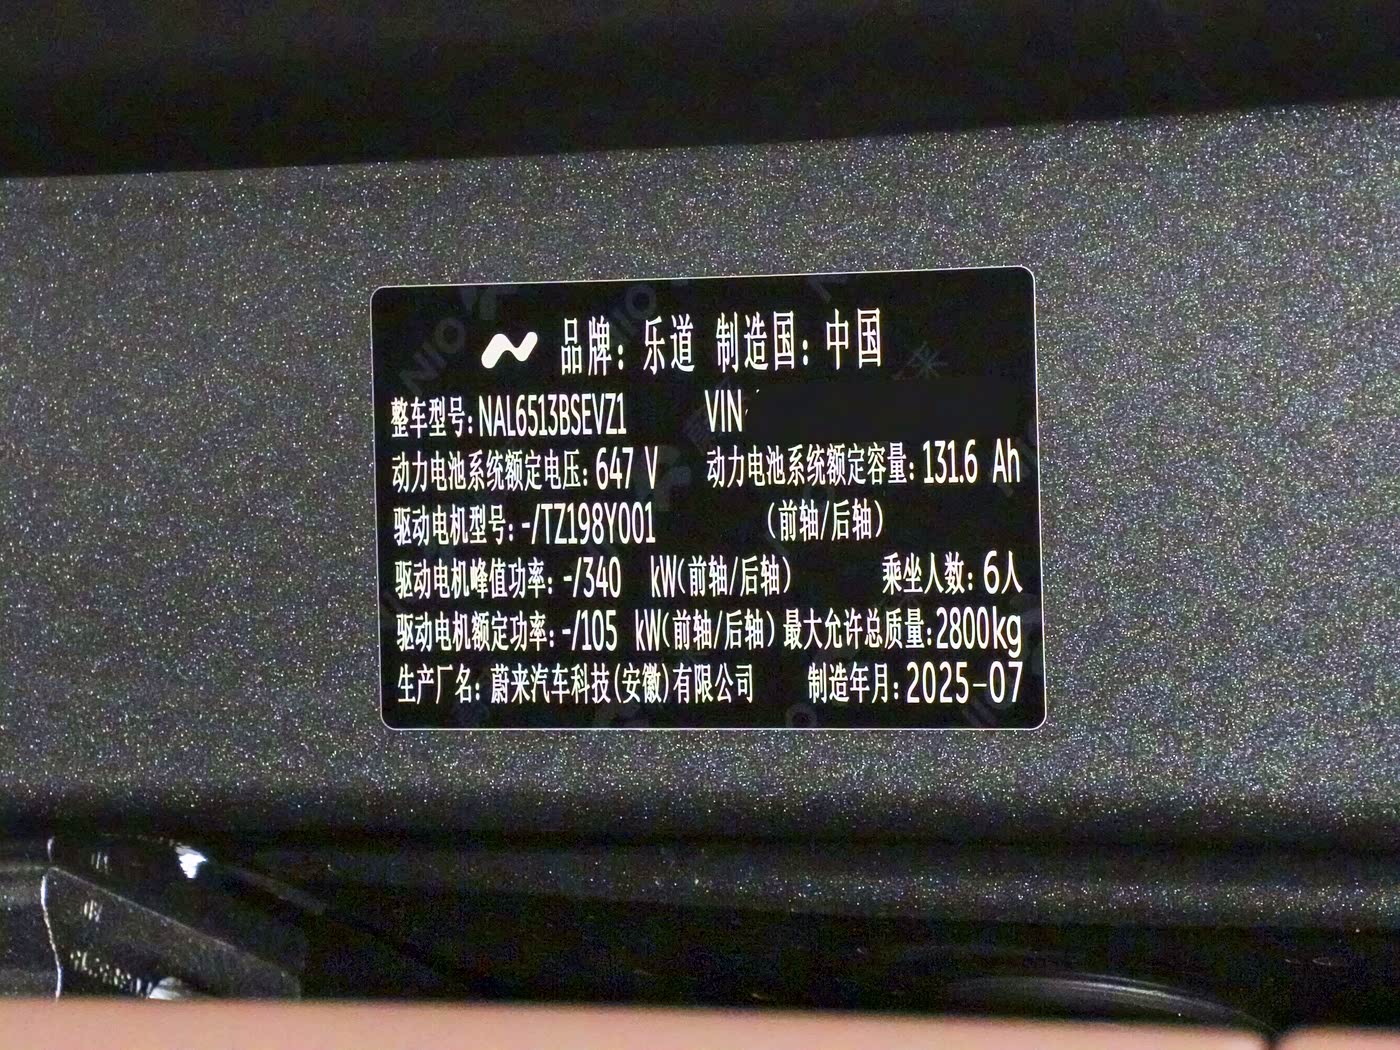 品牌: 乐道 制造国: 中国
整车型号: NAL6513BSEVZ1 VIN
动力电池系统额定电压: 647 V 动力电池系统额定容量: 131.6 Ah
驱动电机型号: -/TZ198Y001 (前轴/后轴)
驱动电机峰值功率: -/340 kW(前轴/后轴) 乘坐人数: 6人
驱动电机额定功率: -/105 kW(前轴/后轴) 最大允许总质量: 2800kg
生产厂名: 蔚来汽车科技(安徽)有限公司 制造年月: 2025-07